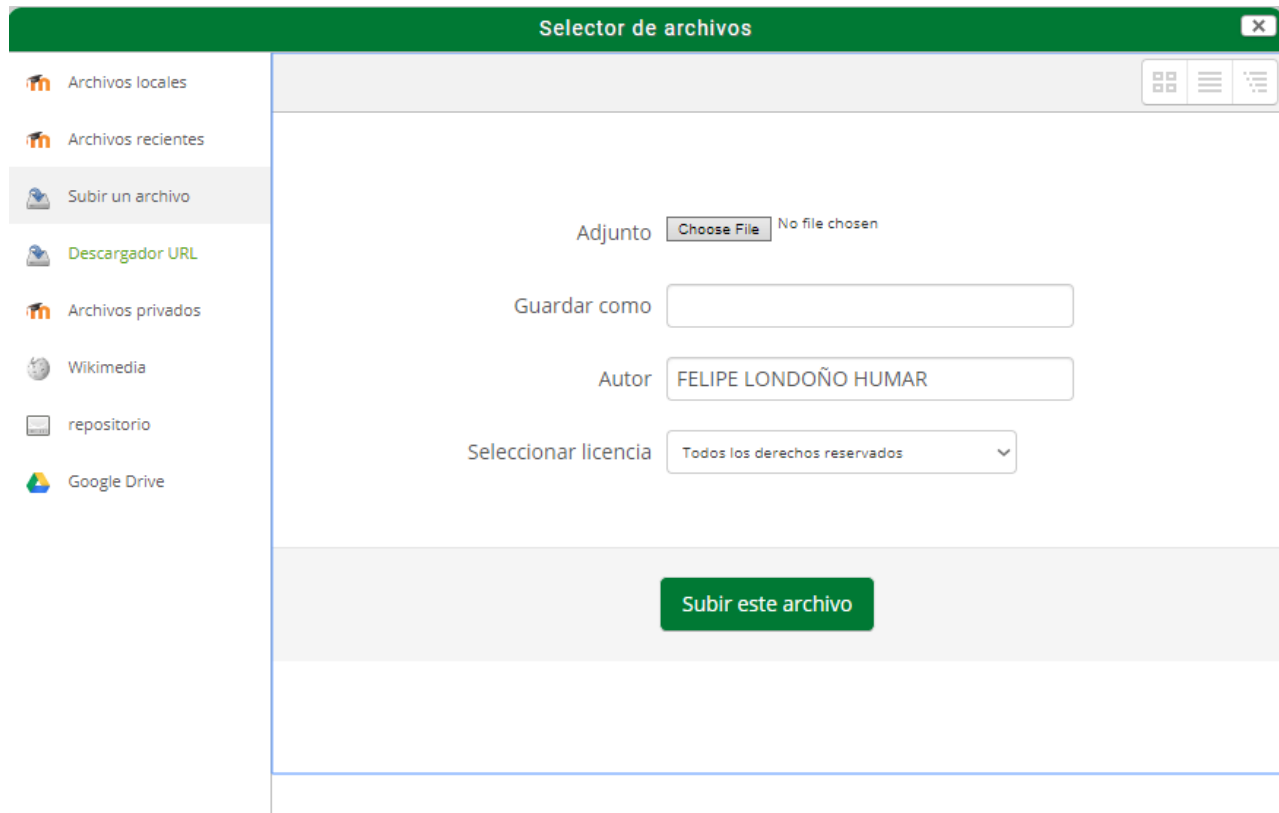 Selector de archivos
Archivos locales
Archivos recientes
Subir un archivo
Descargador URL
Archivos privados
Wikimedia
repositorio
Google Drive
Adjunto Choose File No file chosen
Guardar como
Autor FELIPE LONDOÑO HUMAR
Seleccionar licencia Todos los derechos reservados
Subir este archivo